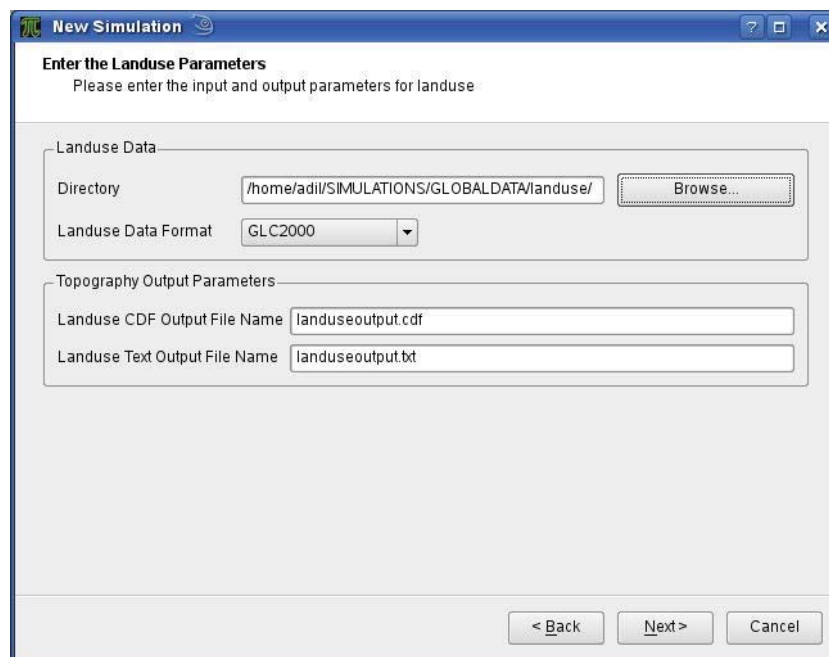 New Simulation
Enter the Landuse Parameters
Please enter the input and output parameters for landuse
Landuse Data
Directory /home/adil/SIMULATIONS/GLOBALDATA/landuse/ Browse...
Landuse Data Format GLC2000
Topography Output Parameters
Landuse CDF Output File Name landuseoutput.cdf
Landuse Text Output File Name landuseoutput.txt
< Back Next > Cancel